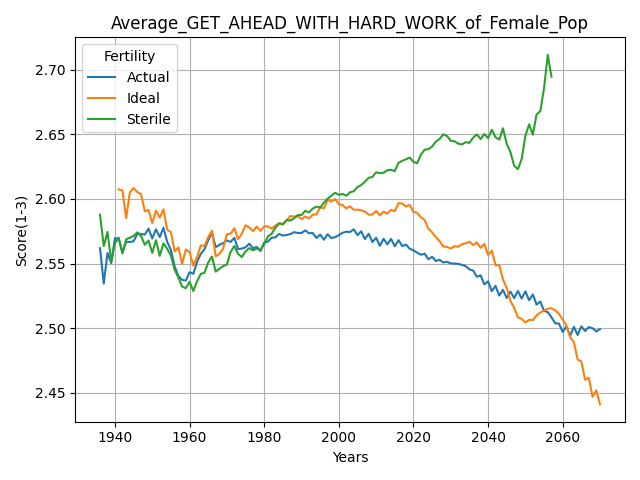 Average_GET_AHEAD_WITH_HARD_WORK_of_Female_Pop
Fertility
Actual
Ideal
Sterile
Score(1-3)
2.70
2.65
2.60
2.55
2.50
2.45
1940 1960 1980 2000 2020 2040 2060
Years